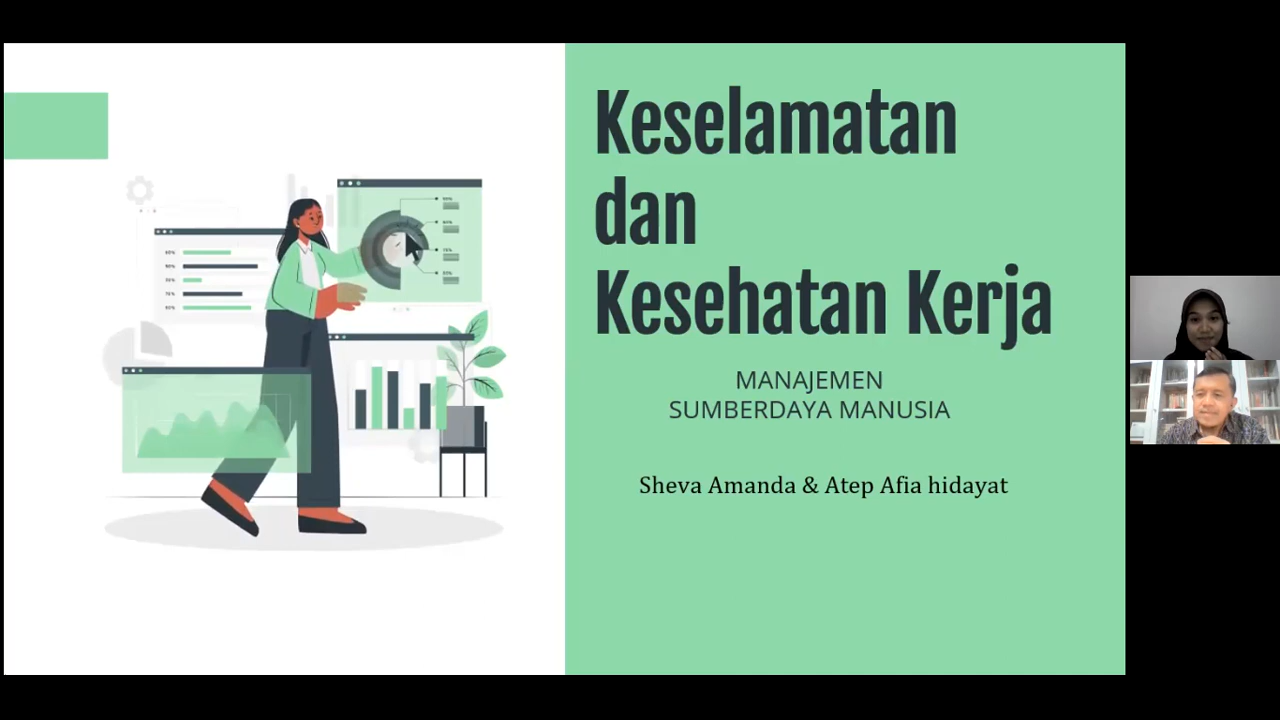 Keselamatan
dan
Kesehatan Kerja
MANAJEMEN
SUMBERDAYA MANUSIA
Sheva Amanda & Atep Afia hidayat